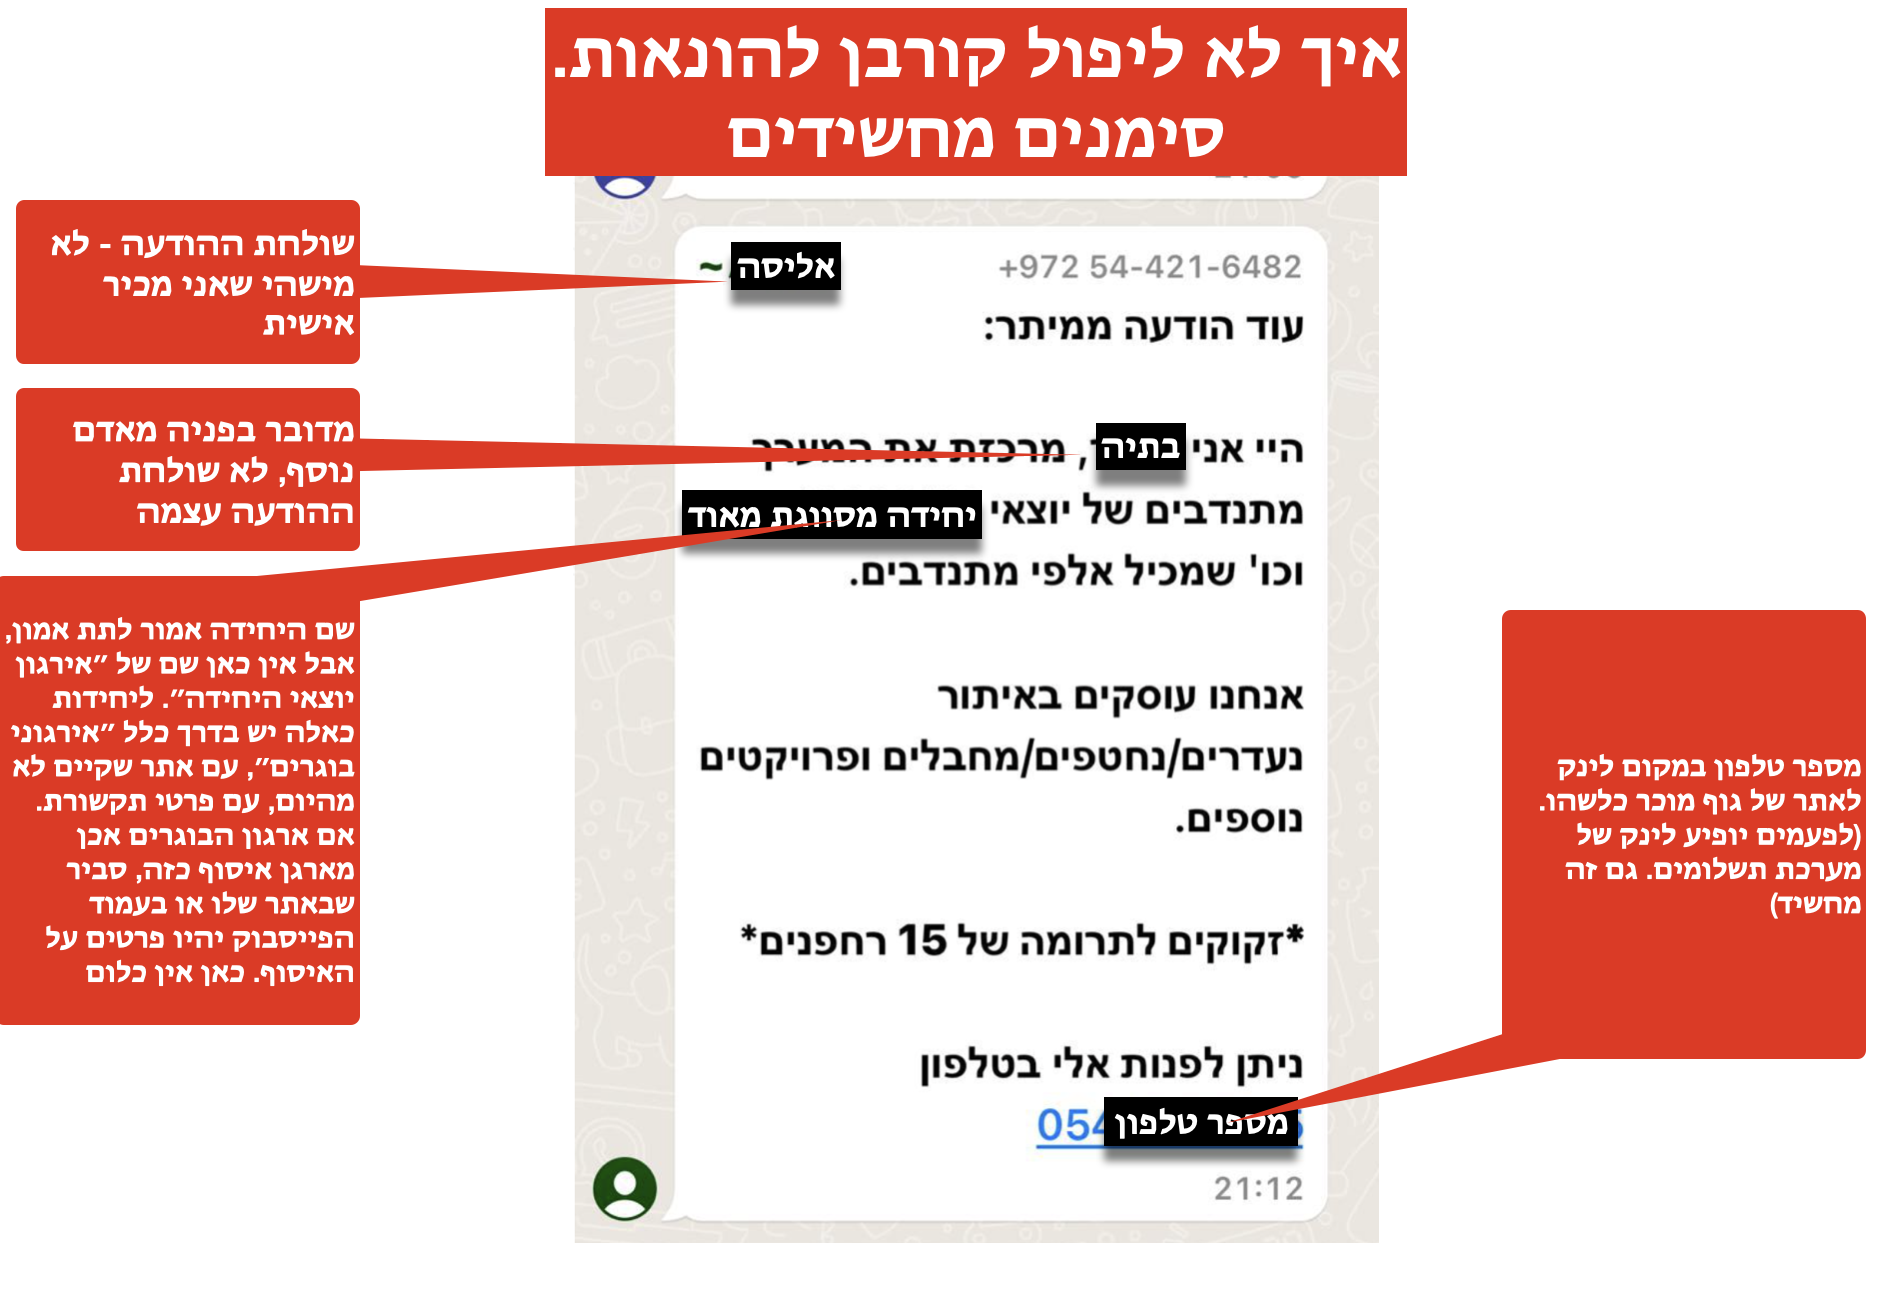 איך לא ליפול קורבן להונאות.
סימנים מחשידים
שולחת ההודעה - לא
מישהי שאני מכיר
אישית
מדובר בפניה מאדם
נוסף, לא שולחת
ההודעה עצמה
שם היחידה אמור לתת אמון,
אבל אין כאן שם של ״אירגון
יוצאי היחידה״. ליחידות
כאלה יש בדרך כלל ״אירגוני
בוגרים״, עם אתר שקיים לא
מהיום, עם פרטי תקשורת.
אם ארגון הבוגרים אכן
מארגן איסוף כזה, סביר
שבאתר שלו או בעמוד
הפייסבוק יהיו פרטים על
האיסוף. כאן אין כלום
+972 54-421-6482 ~ אליסה
עוד הודעה ממיתר:
היי אני בתיה, מרכזת את המערך
מתנדבים של יוצאי יחידה מסווגת מאוד
וכו' שמכיל אלפי מתנדבים.
אנחנו עוסקים באיתור
נעדרים/נחטפים/מחבלים ופרויקטים
נוספים.
*זקוקים לתרומה של 15 רחפנים*
ניתן לפנות אלי בטלפון
054 מספר טלפון
21:12
מספר טלפון במקום לינק
לאתר של גוף מוכר כלשהו.
(לפעמים יופיע לינק של
מערכת תשלומים. גם זה
מחשיד)